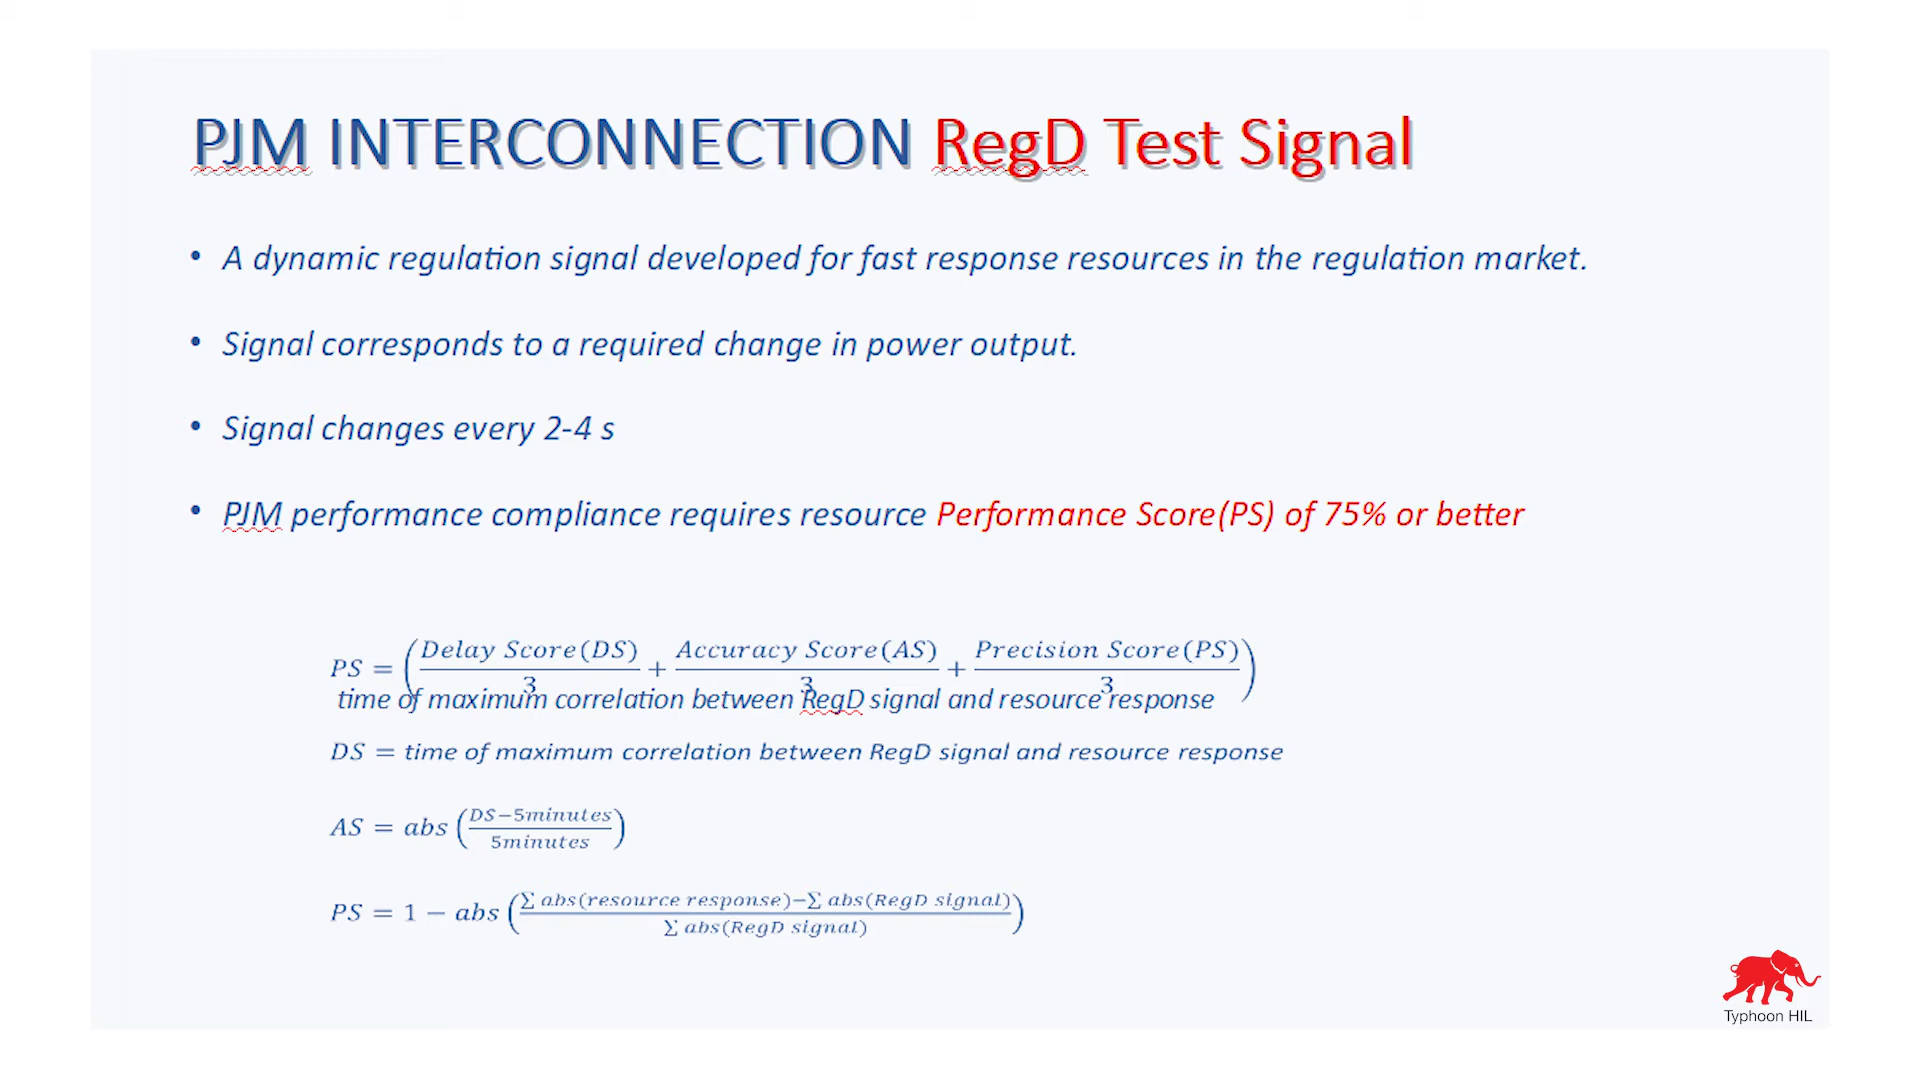 PJM INTERCONNECTION RegD Test Signal
• A dynamic regulation signal developed for fast response resources in the regulation market.
• Signal corresponds to a required change in power output.
• Signal changes every 2-4 s
• PJM performance compliance requires resource Performance Score(PS) of 75% or better
PS = (Delay Score(DS)/3 + Accuracy Score(AS)/3 + Precision Score(PS)/3)
time of maximum correlation between RegD signal and resource response
DS = time of maximum correlation between RegD signal and resource response
AS = abs (DS−5minutes/5minutes)
PS = 1 − abs (∑ abs(resource response)−∑ abs(RegD signal)/∑ abs(RegD signal))
Typhoon HIL